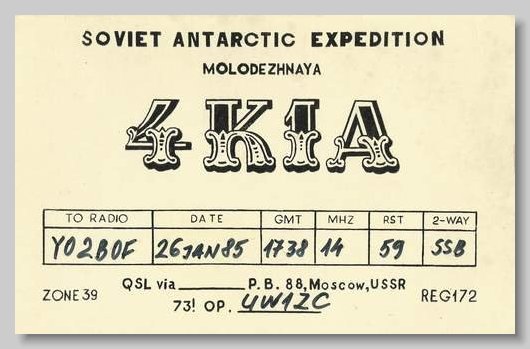 SOVIET ANTARCTIC EXPEDITION
MOLODEZHNAYA
4K1A
TO RADIO DATE GMT MHZ RST 2-WAY
YO2BOF 26JAN85 1738 14 59 SSB
QSL via________P.B. 88, Moscow, USSR
ZONE 39 73! OP. UW1ZC REG172